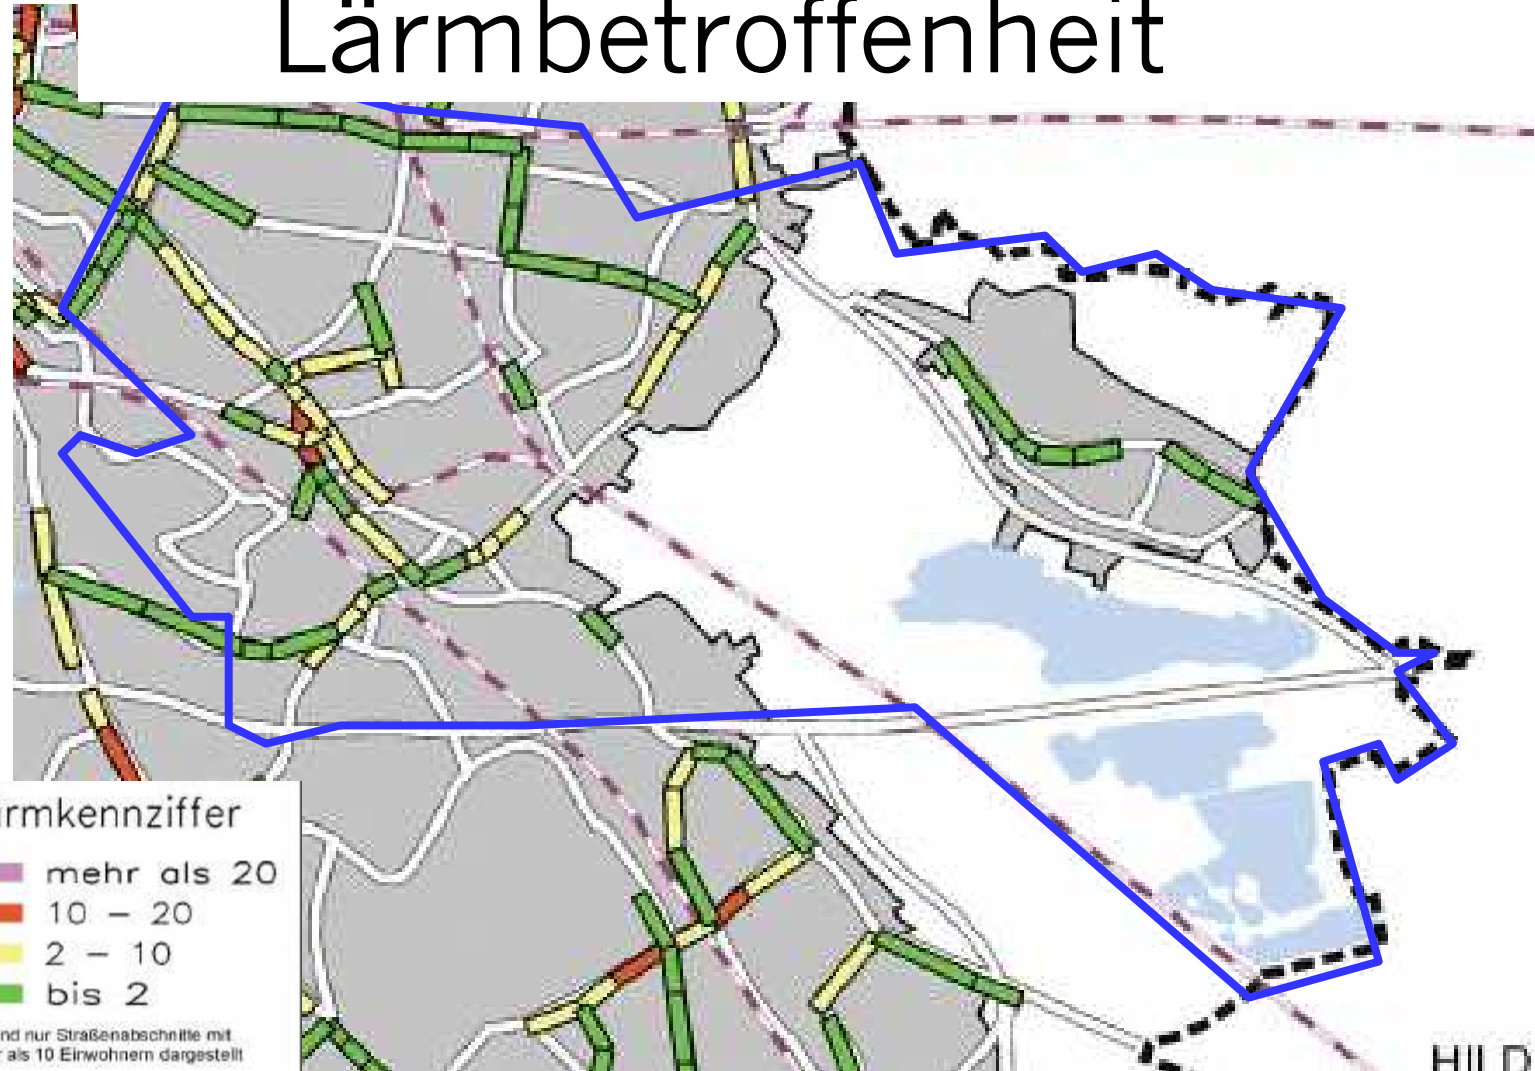 Lärmbetroffenheit
rmkennziffer
mehr als 20
10 – 20
2 – 10
bis 2
nd nur Straßenabschnitte mit
als 10 Einwohnern dargestellt
HILD